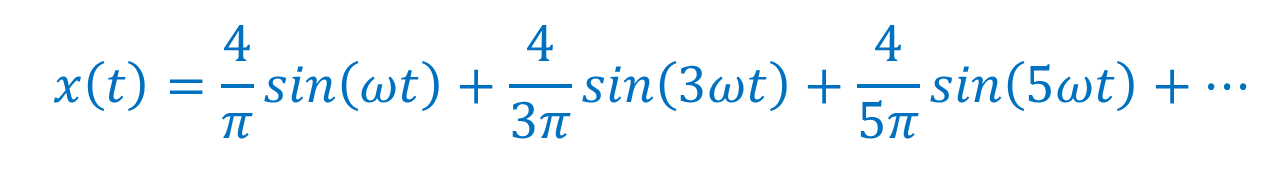 x(t) = 4/π sin(ωt) + 4/3π sin(3ωt) + 4/5π sin(5ωt) + ⋯